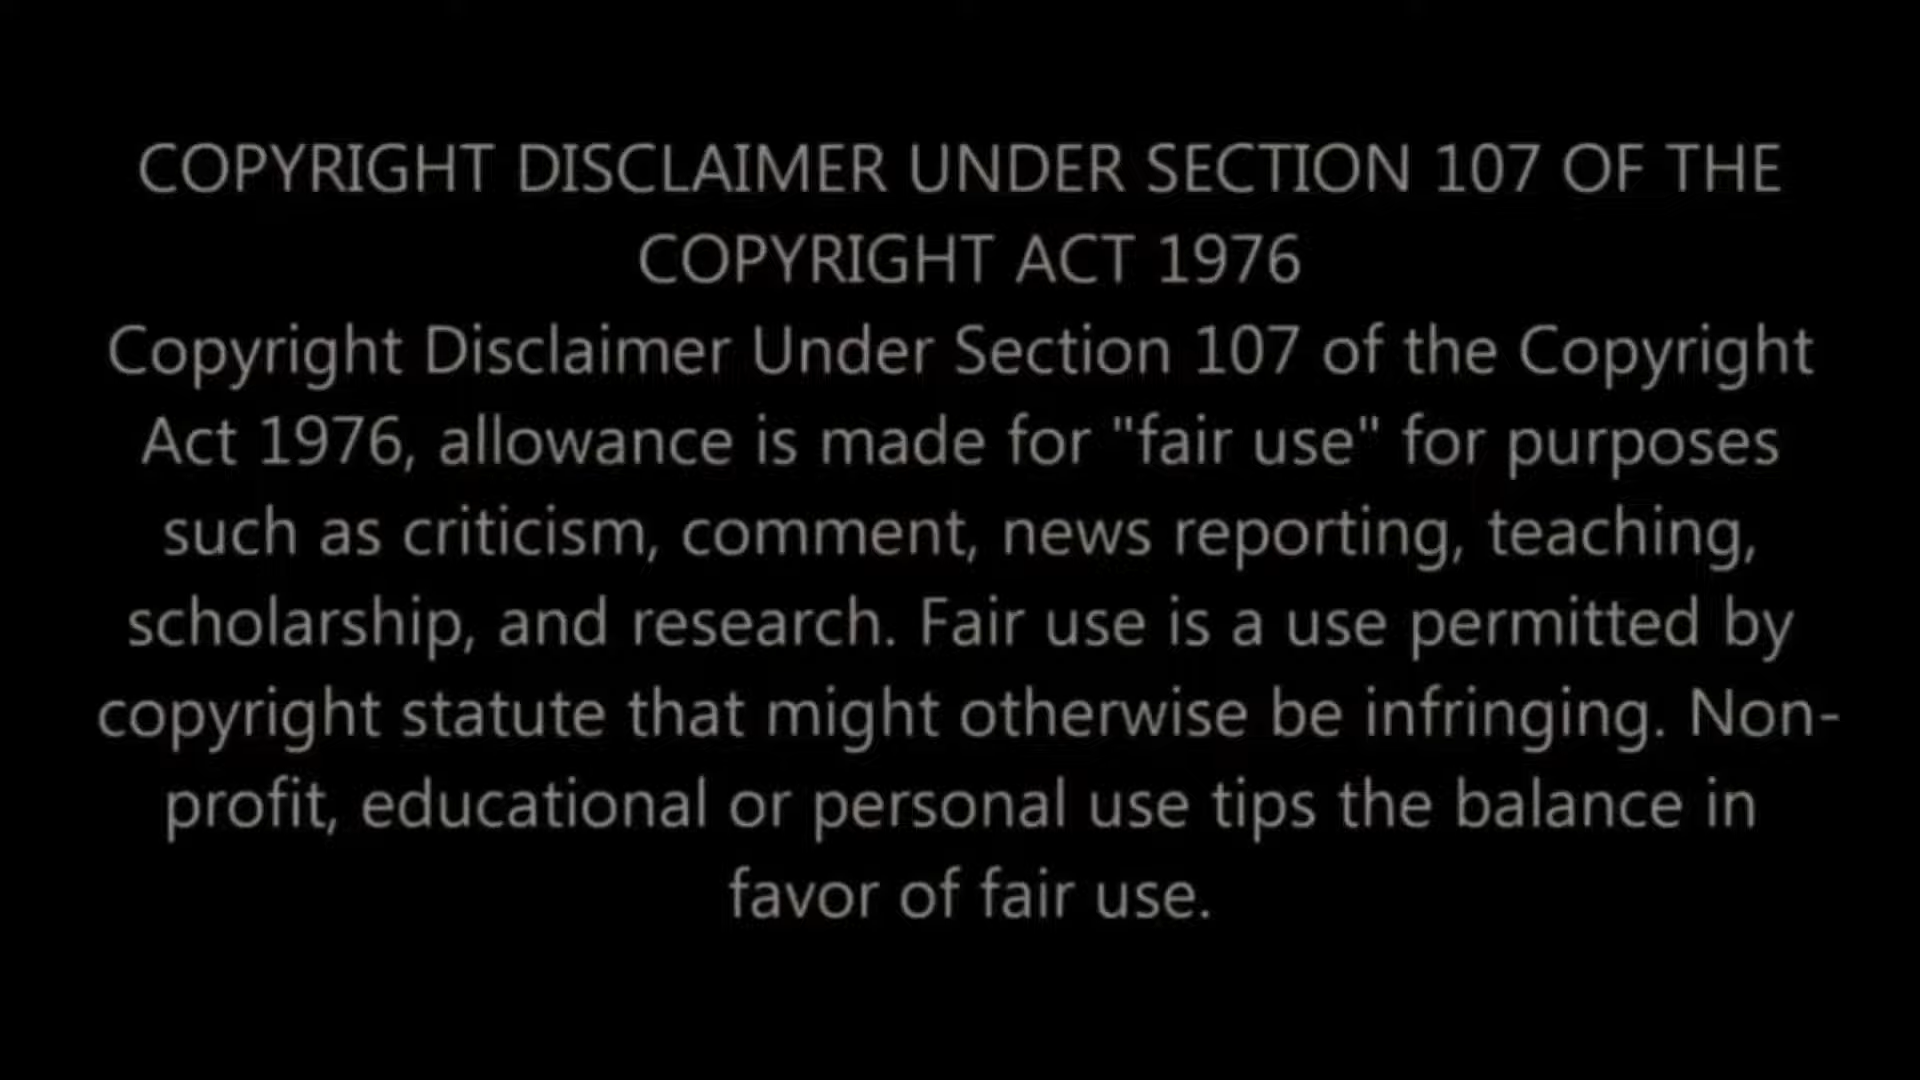 COPYRIGHT DISCLAIMER UNDER SECTION 107 OF THE
COPYRIGHT ACT 1976
Copyright Disclaimer Under Section 107 of the Copyright
Act 1976, allowance is made for "fair use" for purposes
such as criticism, comment, news reporting, teaching,
scholarship, and research. Fair use is a use permitted by
copyright statute that might otherwise be infringing. Non-
profit, educational or personal use tips the balance in
favor of fair use.